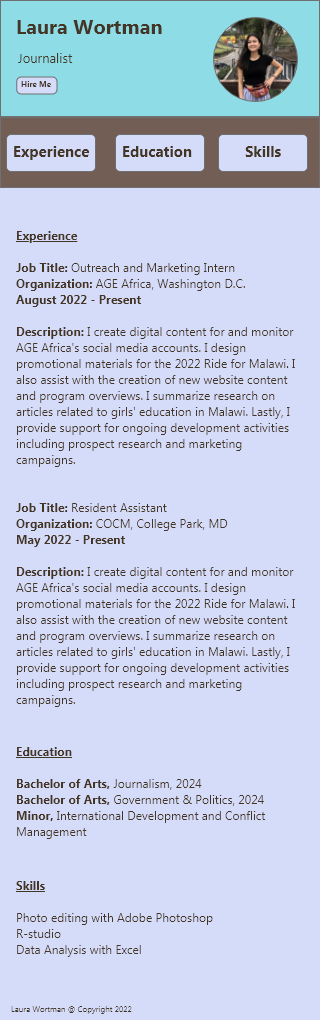 Laura Wortman
Journalist
Hire Me
Experience Education Skills
Experience
Job Title: Outreach and Marketing Intern
Organization: AGE Africa, Washington D.C.
August 2022 - Present
Description: I create digital content for and monitor
AGE Africa's social media accounts. I design
promotional materials for the 2022 Ride for Malawi. I
also assist with the creation of new website content
and program overviews. I summarize research on
articles related to girls' education in Malawi. Lastly, I
provide support for ongoing development activities
including prospect research and marketing
campaigns.
Job Title: Resident Assistant
Organization: COCM, College Park, MD
May 2022 - Present
Description: I create digital content for and monitor
AGE Africa's social media accounts. I design
promotional materials for the 2022 Ride for Malawi. I
also assist with the creation of new website content
and program overviews. I summarize research on
articles related to girls' education in Malawi. Lastly, I
provide support for ongoing development activities
including prospect research and marketing
campaigns.
Education
Bachelor of Arts, Journalism, 2024
Bachelor of Arts, Government & Politics, 2024
Minor, International Development and Conflict
Management
Skills
Photo editing with Adobe Photoshop
R-studio
Data Analysis with Excel
Laura Wortman @ Copyright 2022